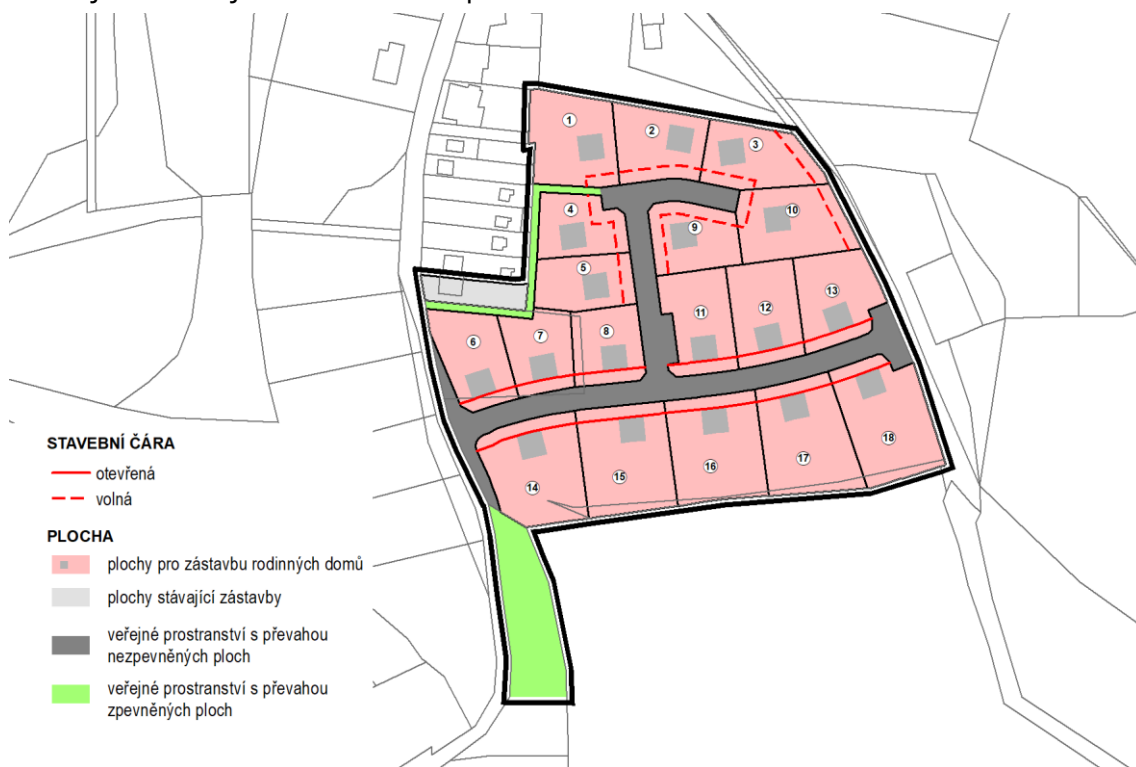 1
2
3
4
10
9
5
13
11
12
6
7
8
18
17
16
15
14
STAVEBNÍ ČÁRA
otevřená
volná
PLOCHA
plochy pro zástavbu rodinných domů
plochy stávající zástavby
veřejné prostranství s převahou
nezpevněných ploch
veřejné prostranství s převahou
zpevněných ploch